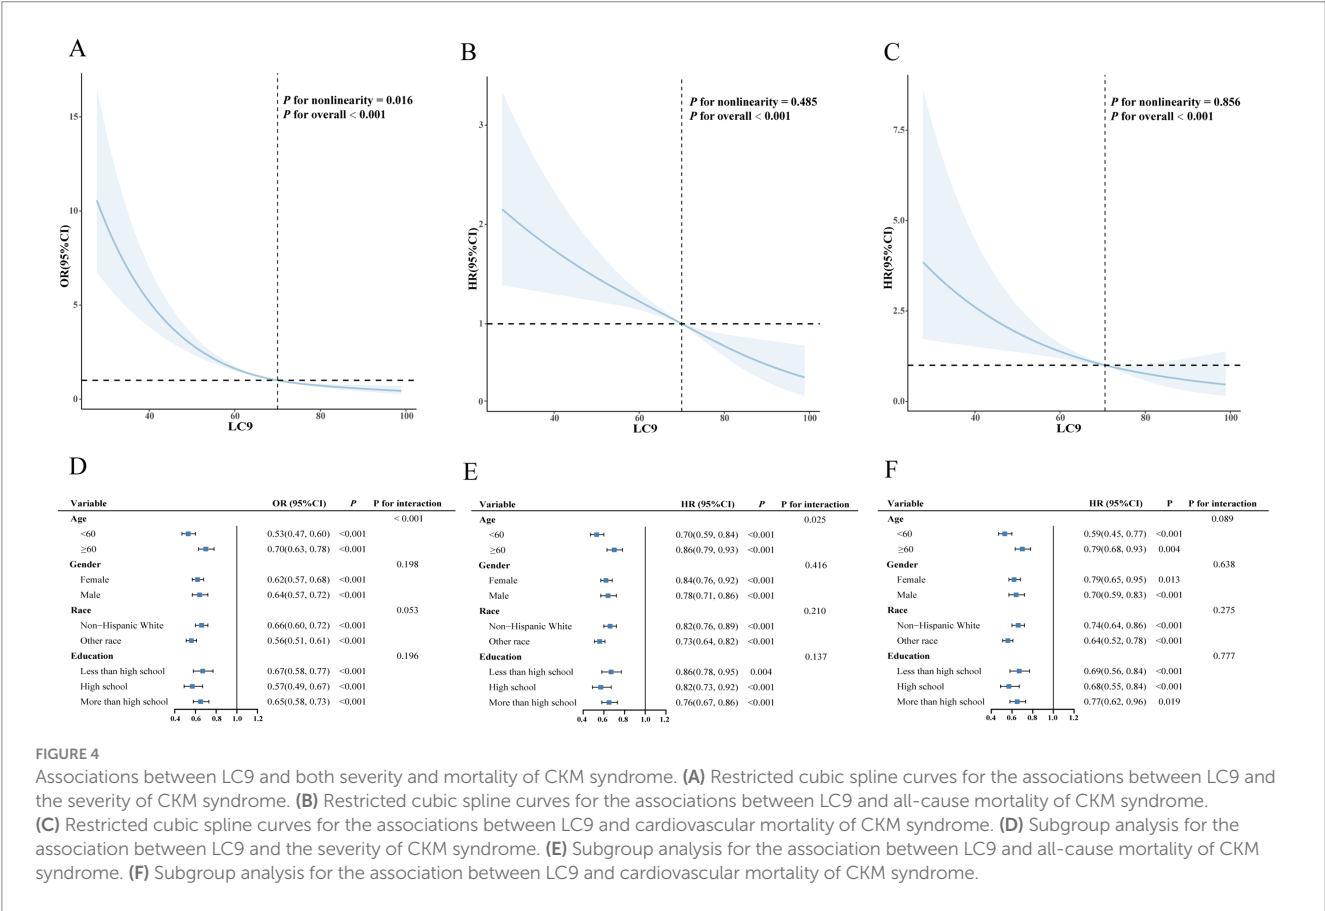 A
P for nonlinearity = 0.016
P for overall < 0.001
OR(95%CI)
15
10
5
0
40 60 80 100
LC9
B
P for nonlinearity = 0.485
P for overall < 0.001
HR(95%CI)
3
2
1
0
40 60 80 100
LC9
C
P for nonlinearity = 0.856
P for overall < 0.001
HR(95%CI)
7.5
5.0
2.5
0.0
40 60 80 100
LC9
D
Variable OR (95%CI) P P for interaction
Age < 0.001
<60 0.53(0.47, 0.60) <0.001
≥60 0.70(0.63, 0.78) <0.001
Gender 0.198
Female 0.62(0.57, 0.68) <0.001
Male 0.64(0.57, 0.72) <0.001
Race 0.053
Non−Hispanic White 0.66(0.60, 0.72) <0.001
Other race 0.56(0.51, 0.61) <0.001
Education 0.196
Less than high school 0.67(0.58, 0.77) <0.001
High school 0.57(0.49, 0.67) <0.001
More than high school 0.65(0.58, 0.73) <0.001
0.4 0.6 0.8 1.0 1.2
E
Variable HR (95%CI) P P for interaction
Age 0.025
<60 0.70(0.59, 0.84) <0.001
≥60 0.86(0.79, 0.93) <0.001
Gender 0.416
Female 0.84(0.76, 0.92) <0.001
Male 0.78(0.71, 0.86) <0.001
Race 0.210
Non−Hispanic White 0.82(0.76, 0.89) <0.001
Other race 0.73(0.64, 0.82) <0.001
Education 0.137
Less than high school 0.86(0.78, 0.95) 0.004
High school 0.82(0.73, 0.92) <0.001
More than high school 0.76(0.67, 0.86) <0.001
0.4 0.6 0.8 1.0 1.2
F
Variable HR (95%CI) P P for interaction
Age 0.089
<60 0.59(0.45, 0.77) <0.001
≥60 0.79(0.68, 0.93) 0.004
Gender 0.638
Female 0.79(0.65, 0.95) 0.013
Male 0.70(0.59, 0.83) <0.001
Race 0.275
Non−Hispanic White 0.74(0.64, 0.86) <0.001
Other race 0.64(0.52, 0.78) <0.001
Education 0.777
Less than high school 0.69(0.56, 0.84) <0.001
High school 0.68(0.55, 0.84) <0.001
More than high school 0.77(0.62, 0.96) 0.019
0.4 0.6 0.8 1.0 1.2
FIGURE 4
Associations between LC9 and both severity and mortality of CKM syndrome. (A) Restricted cubic spline curves for the associations between LC9 and
the severity of CKM syndrome. (B) Restricted cubic spline curves for the associations between LC9 and all-cause mortality of CKM syndrome.
(C) Restricted cubic spline curves for the associations between LC9 and cardiovascular mortality of CKM syndrome. (D) Subgroup analysis for the
association between LC9 and the severity of CKM syndrome. (E) Subgroup analysis for the association between LC9 and all-cause mortality of CKM
syndrome. (F) Subgroup analysis for the association between LC9 and cardiovascular mortality of CKM syndrome.